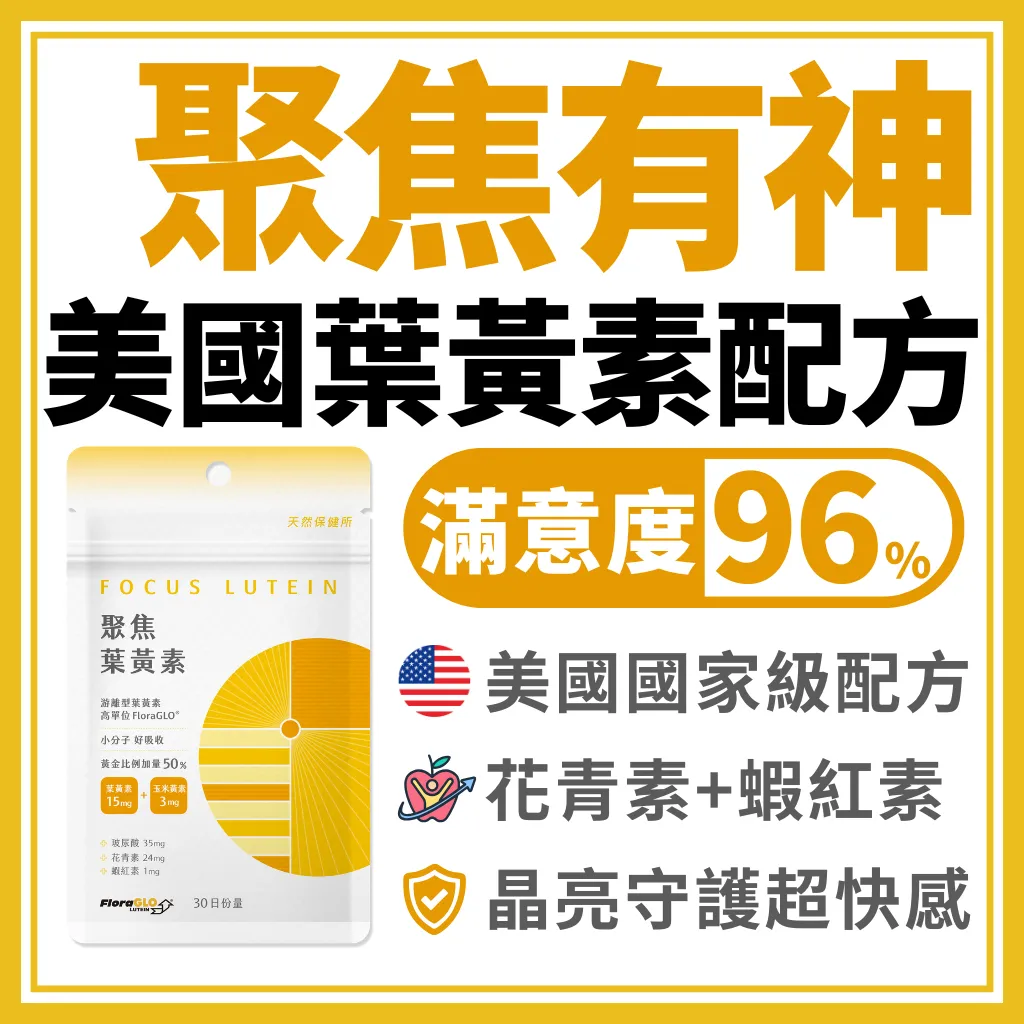 聚焦有神
美國葉黃素配方
滿意度96%
美國國家級配方
花青素+蝦紅素
晶亮守護超快感
天然保健所
FOCUS LUTEIN
聚焦
葉黃素
游離型葉黃素
高單位 FloraGLO®
小分子 好吸收
黃金比例加量50%
葉黃素
15mg
+
玉米黃素
3mg
玻尿酸 35mg
花青素 24mg
蝦紅素 1mg
FloraGLO
LUTEIN
30日份量